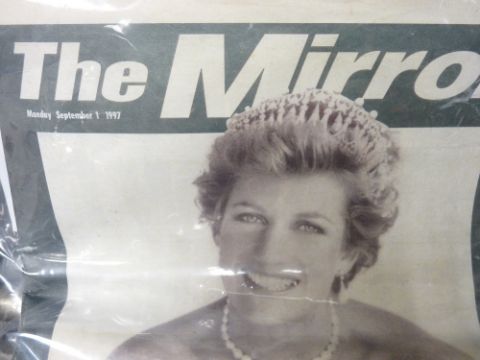 The Mirro
Monday September 1 1997